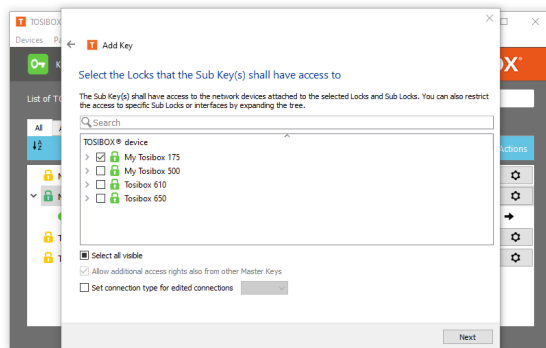 TOSIBOX
Devices
Add Key
Select the Locks that the Sub Key(s) shall have access to
The Sub Key(s) shall have access to the network devices attached to the selected Locks and Sub Locks. You can also restrict
the access to specific Sub Locks or interfaces by expanding the tree.
List of TO
Search
All
TOSIBOX® device
My Tosibox 175
Actions
My Tosibox 500
Tosibox 610
Tosibox 650
Select all visible
Allow additional access rights also from other Master Keys
Set connection type for edited connections
Next